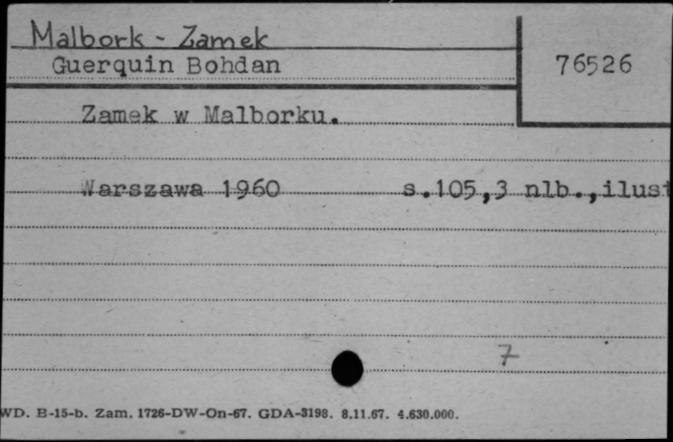 Malbork - Zamek
Guerquin Bohdan
76526
Zamek w Malborku.
Warszawa 1960 s.105,3 nlb.,ilust
7
WD. B-15-b. Zam. 1726-DW-On-67. GDA-3198. 8.11.67. 4.630.000.